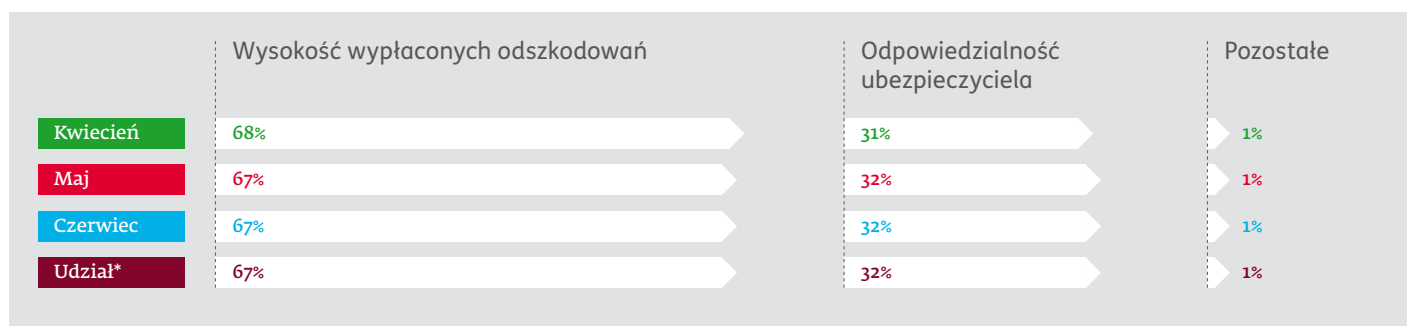 Wysokość wypłaconych odszkodowań
Odpowiedzialność
ubezpieczyciela
Pozostałe
Kwiecień 68% 31% 1%
Maj 67% 32% 1%
Czerwiec 67% 32% 1%
Udział* 67% 32% 1%